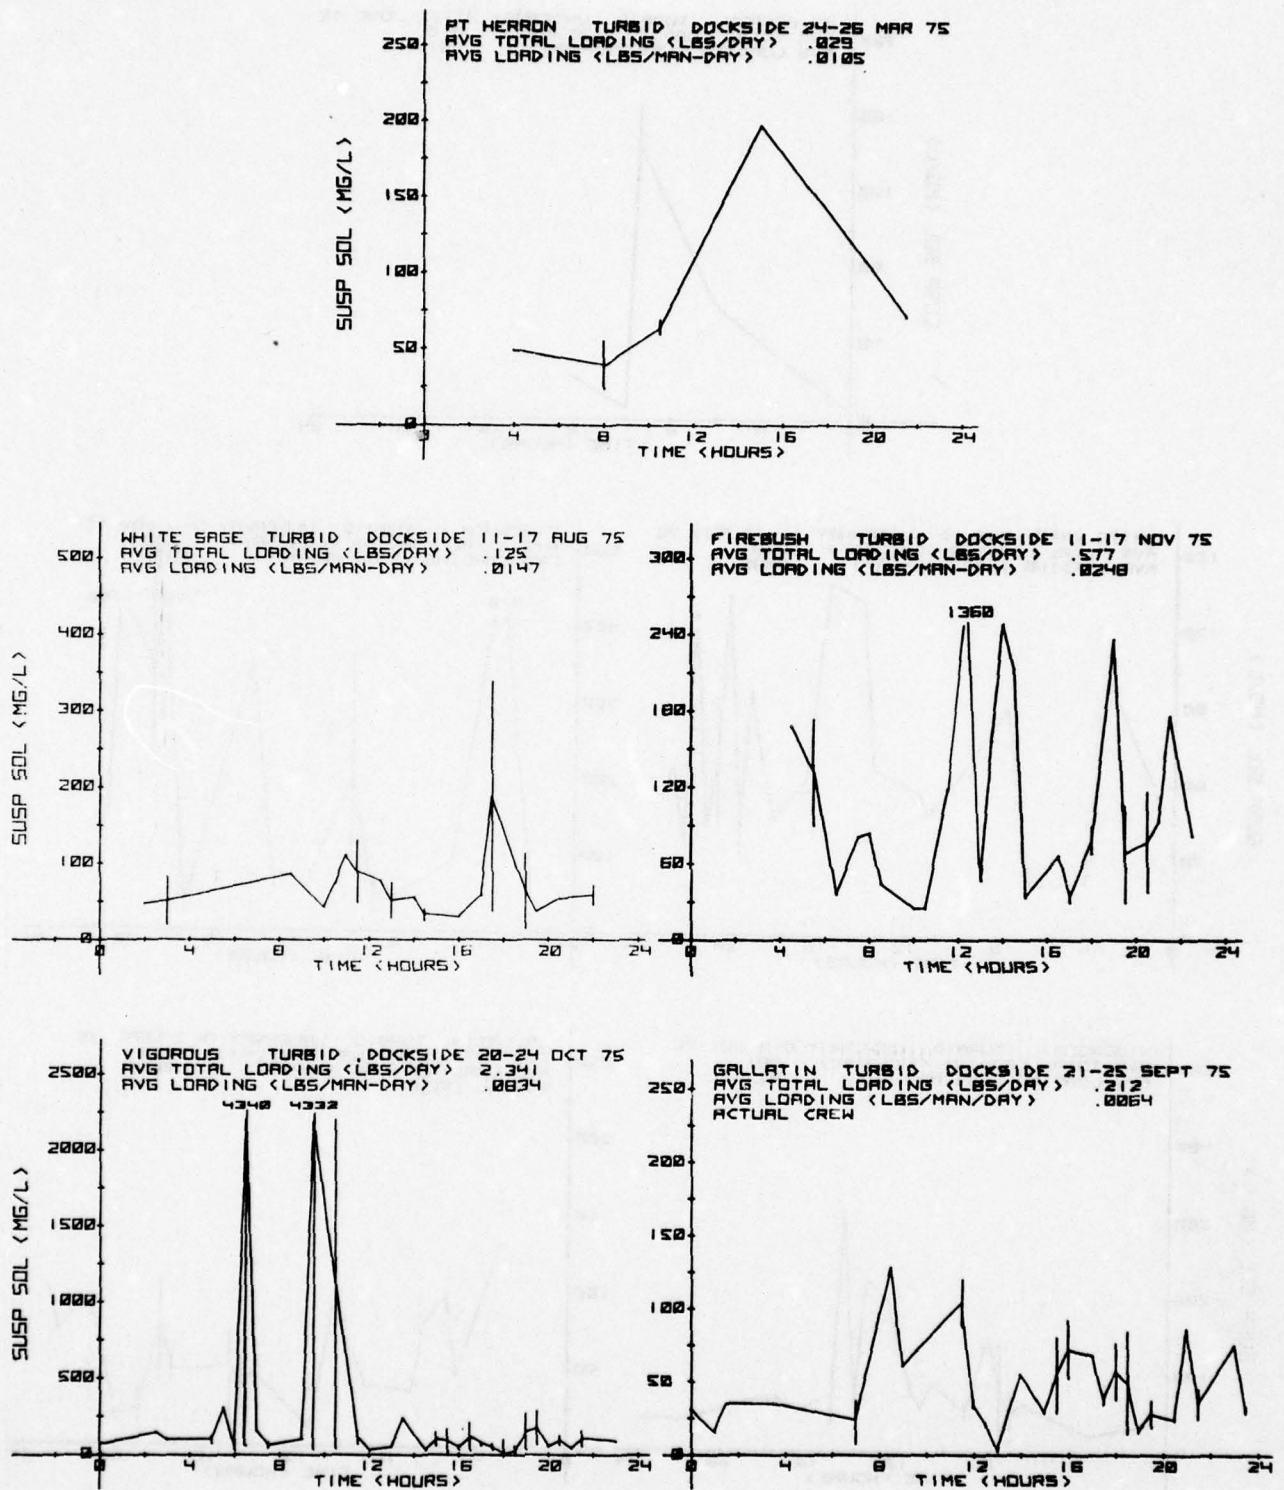 PT HERRON TURBID DOCKSIDE 24-26 MAR 75
AVG TOTAL LOADING <LBS/DAY> .029
AVG LOADING <LBS/MAN-DAY> .0105
250
200
150
100
50
0
SUSP SOL <MG/L>
0 4 8 12 16 20 24
TIME <HOURS>
WHITE SAGE TURBID DOCKSIDE 11-17 AUG 75
AVG TOTAL LOADING <LBS/DAY> .125
AVG LOADING <LBS/MAN-DAY> .0147
500
400
300
200
100
0
SUSP SOL <MG/L>
0 4 8 12 16 20 24
TIME <HOURS>
FIREBUSH TURBID DOCKSIDE 11-17 NOV 75
AVG TOTAL LOADING <LBS/DAY> .577
AVG LOADING <LBS/MAN-DAY> .0248
1360
300
240
180
120
60
0
0 4 8 12 16 20 24
TIME <HOURS>
VIGOROUS TURBID DOCKSIDE 20-24 OCT 75
AVG TOTAL LOADING <LBS/DAY> 2.341
AVG LOADING <LBS/MAN-DAY> .0834
4340 4332
2500
2000
1500
1000
500
0
SUSP SOL <MG/L>
0 4 8 12 16 20 24
TIME <HOURS>
GALLATIN TURBID DOCKSIDE 21-25 SEPT 75
AVG TOTAL LOADING <LBS/DAY> .212
AVG LOADING <LBS/MAN/DAY> .0064
ACTUAL CREW
250
200
150
100
50
0
0 4 8 12 16 20 24
TIME <HOURS>